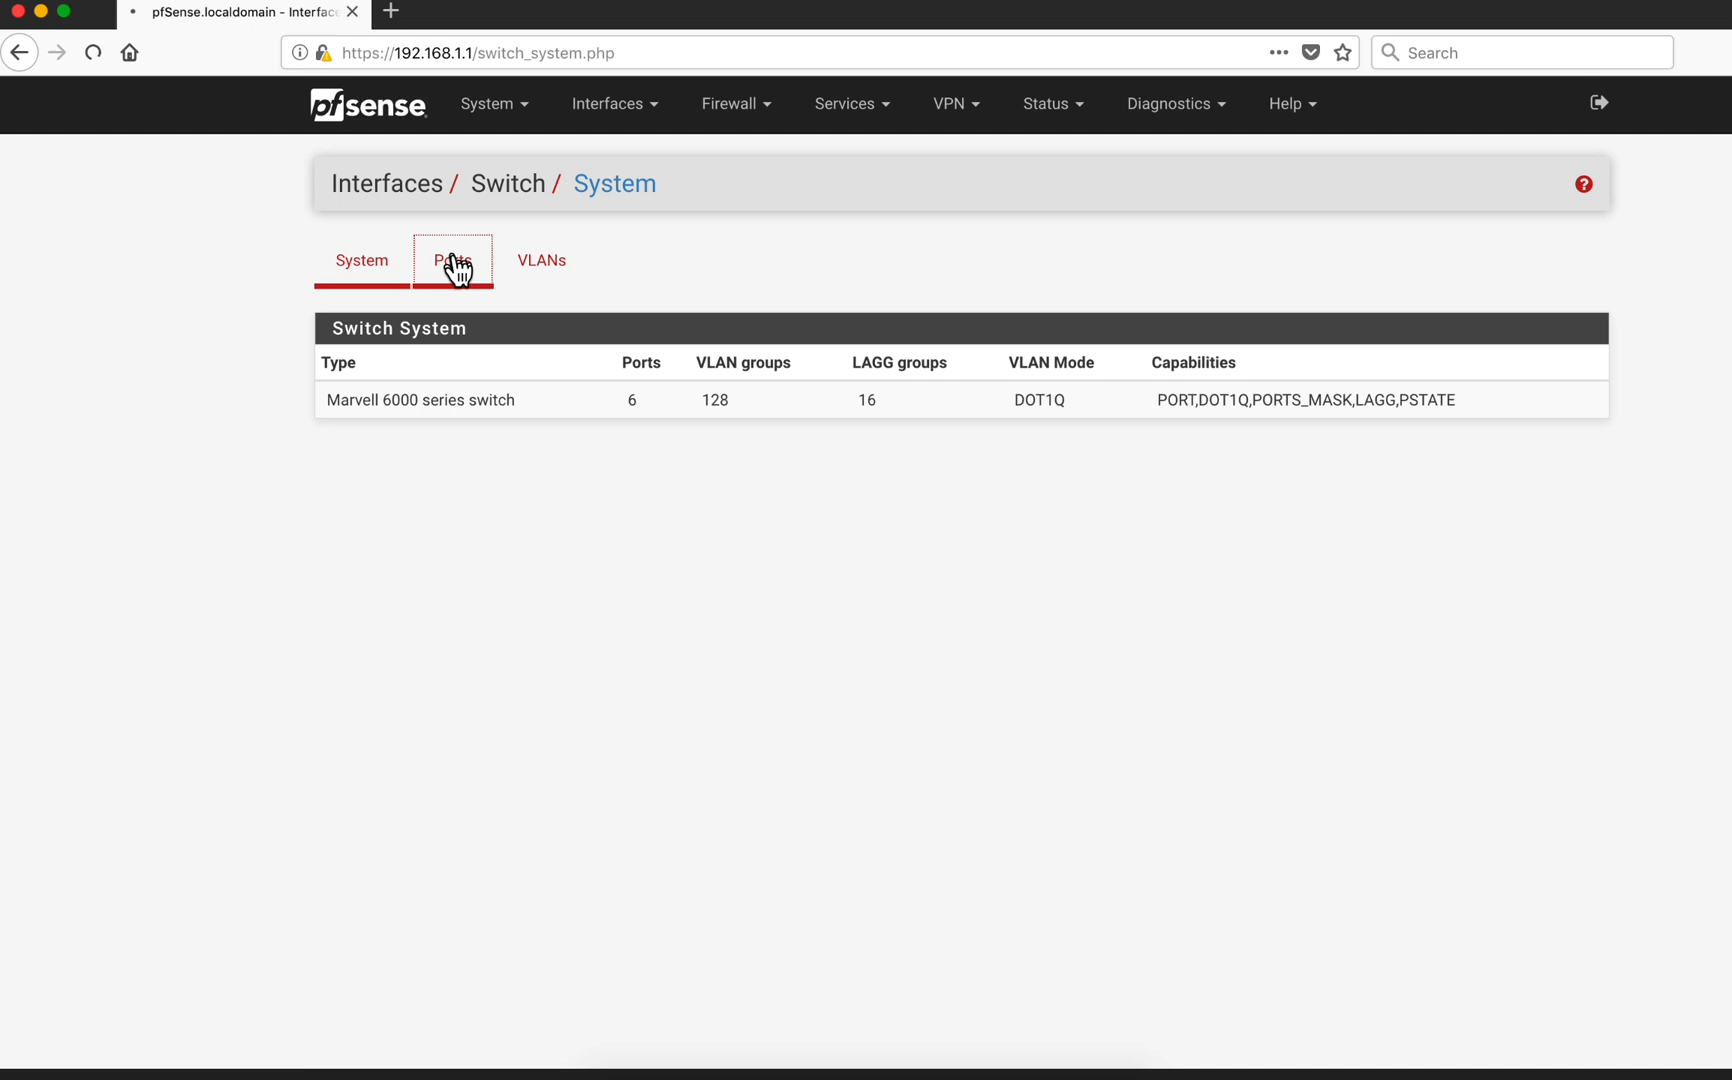 pfSense.localdomain - Interfac
https://192.168.1.1/switch_system.php
Search
pfsense System Interfaces Firewall Services VPN Status Diagnostics Help
Interfaces / Switch / System
System Ports VLANs
Switch System
Type Ports VLAN groups LAGG groups VLAN Mode Capabilities
Marvell 6000 series switch 6 128 16 DOT1Q PORT,DOT1Q,PORTS_MASK,LAGG,PSTATE